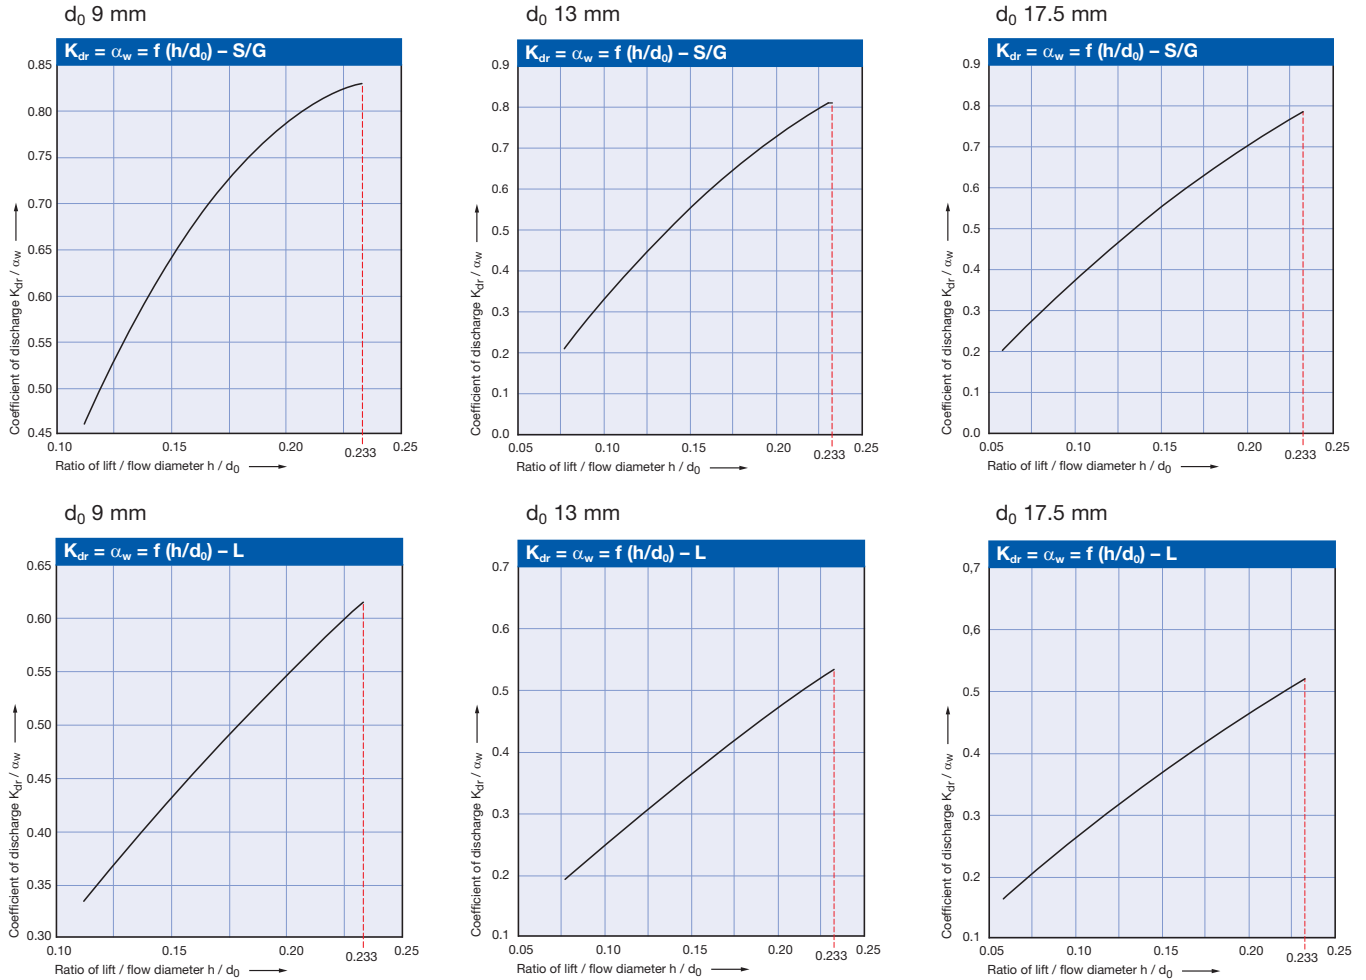 d0 9 mm
Kdr = αw = f (h/d0) – S/G
0.85
0.80
0.75
0.70
0.65
0.60
0.55
0.50
0.45
Coefficient of discharge Kdr / αw
0.10 0.15 0.20 0.25
0.233
Ratio of lift / flow diameter h / d0
d0 13 mm
Kdr = αw = f (h/d0) – S/G
0.9
0.8
0.7
0.6
0.5
0.4
0.3
0.2
0.1
0.0
Coefficient of discharge Kdr / αw
0.05 0.10 0.15 0.20 0.25
0.233
Ratio of lift / flow diameter h / d0
d0 17.5 mm
Kdr = αw = f (h/d0) – S/G
0.9
0.8
0.7
0.6
0.5
0.4
0.3
0.2
0.1
0.0
Coefficient of discharge Kdr / αw
0.05 0.10 0.15 0.20 0.25
0.233
Ratio of lift / flow diameter h / d0
d0 9 mm
Kdr = αw = f (h/d0) – L
0.65
0.60
0.55
0.50
0.45
0.40
0.35
0.30
Coefficient of discharge Kdr / αw
0.10 0.15 0.20 0.25
0.233
Ratio of lift / flow diameter h / d0
d0 13 mm
Kdr = αw = f (h/d0) – L
0.7
0.6
0.5
0.4
0.3
0.2
0.1
Coefficient of discharge Kdr / αw
0.05 0.10 0.15 0.20 0.25
0.233
Ratio of lift / flow diameter h / d0
d0 17.5 mm
Kdr = αw = f (h/d0) – L
0,7
0,6
0.5
0.4
0.3
0.2
0.1
Coefficient of discharge Kdr / αw
0.05 0.10 0.15 0.20 0.25
0.233
Ratio of lift / flow diameter h / d0